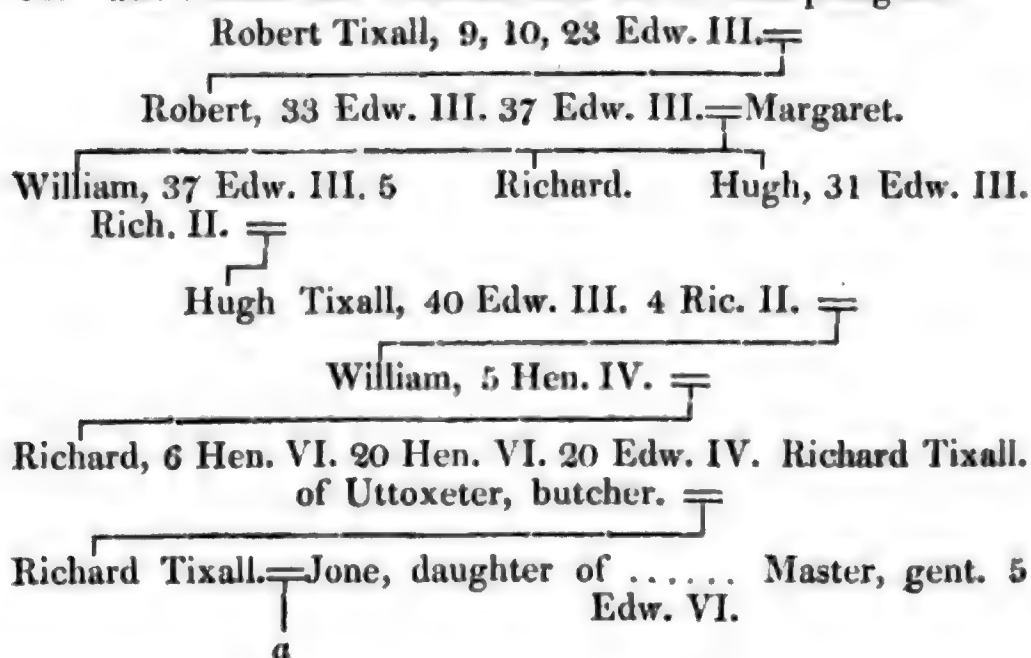 Robert Tixall, 9, 10, 23 Edw. III.
Robert, 33 Edw. III. 37 Edw. III.=Margaret.
William, 37 Edw. III. 5 Richard. Hugh, 31 Edw. III.
Rich. II.
Hugh Tixall, 40 Edw. III. 4 Ric. II.
William, 5 Hen. IV.
Richard, 6 Hen. VI. 20 Hen. VI. 20 Edw. IV. Richard Tixall.
of Uttoxeter, butcher.
Richard Tixall.=Jone, daughter of ...... Master, gent. 5
Edw. VI.
a